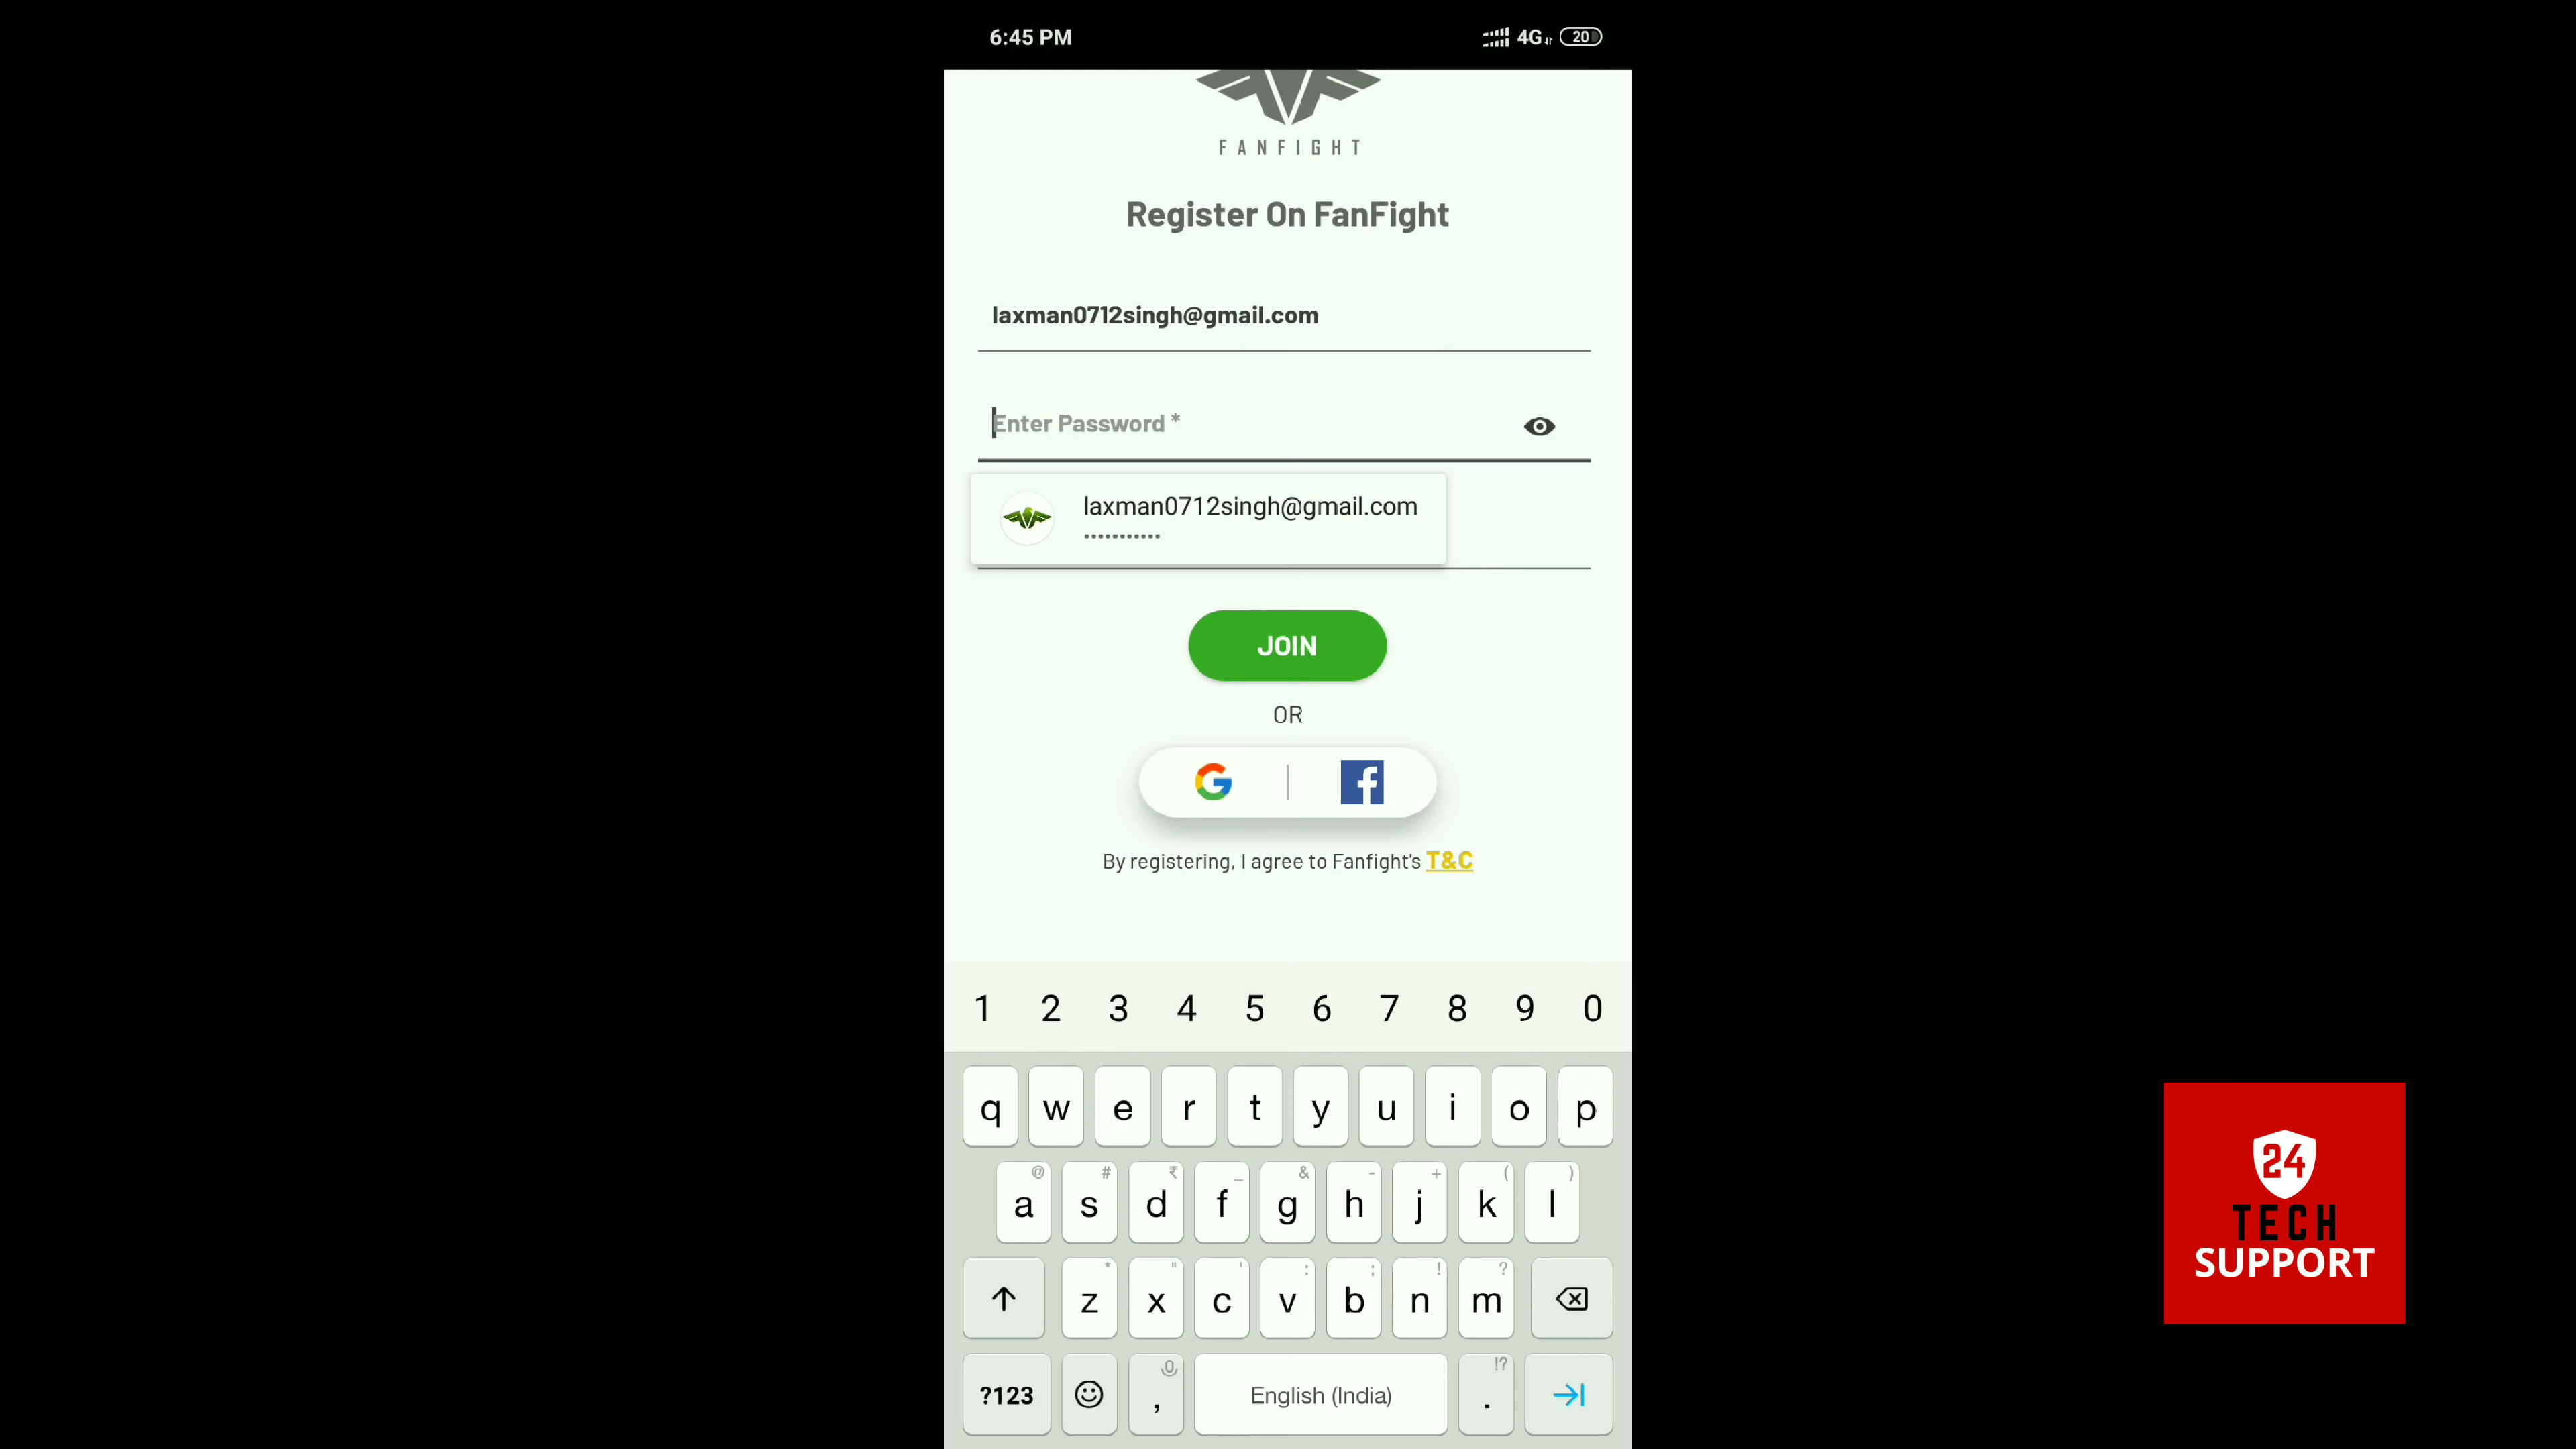 6:45 PM
4G 20
FANFIGHT
Register On FanFight
laxman0712singh@gmail.com
Enter Password *
laxman0712singh@gmail.com
•••••••••••
JOIN
OR
G f
By registering, I agree to Fanfight's T&C
1 2 3 4 5 6 7 8 9 0
q w e r t y u i o p
@ # ₹ _ & - + ( )
a s d f g h j k l
* " ' : ; ! ?
z x c v b n m
!?
?123 , English (India) .
24
TECH
SUPPORT